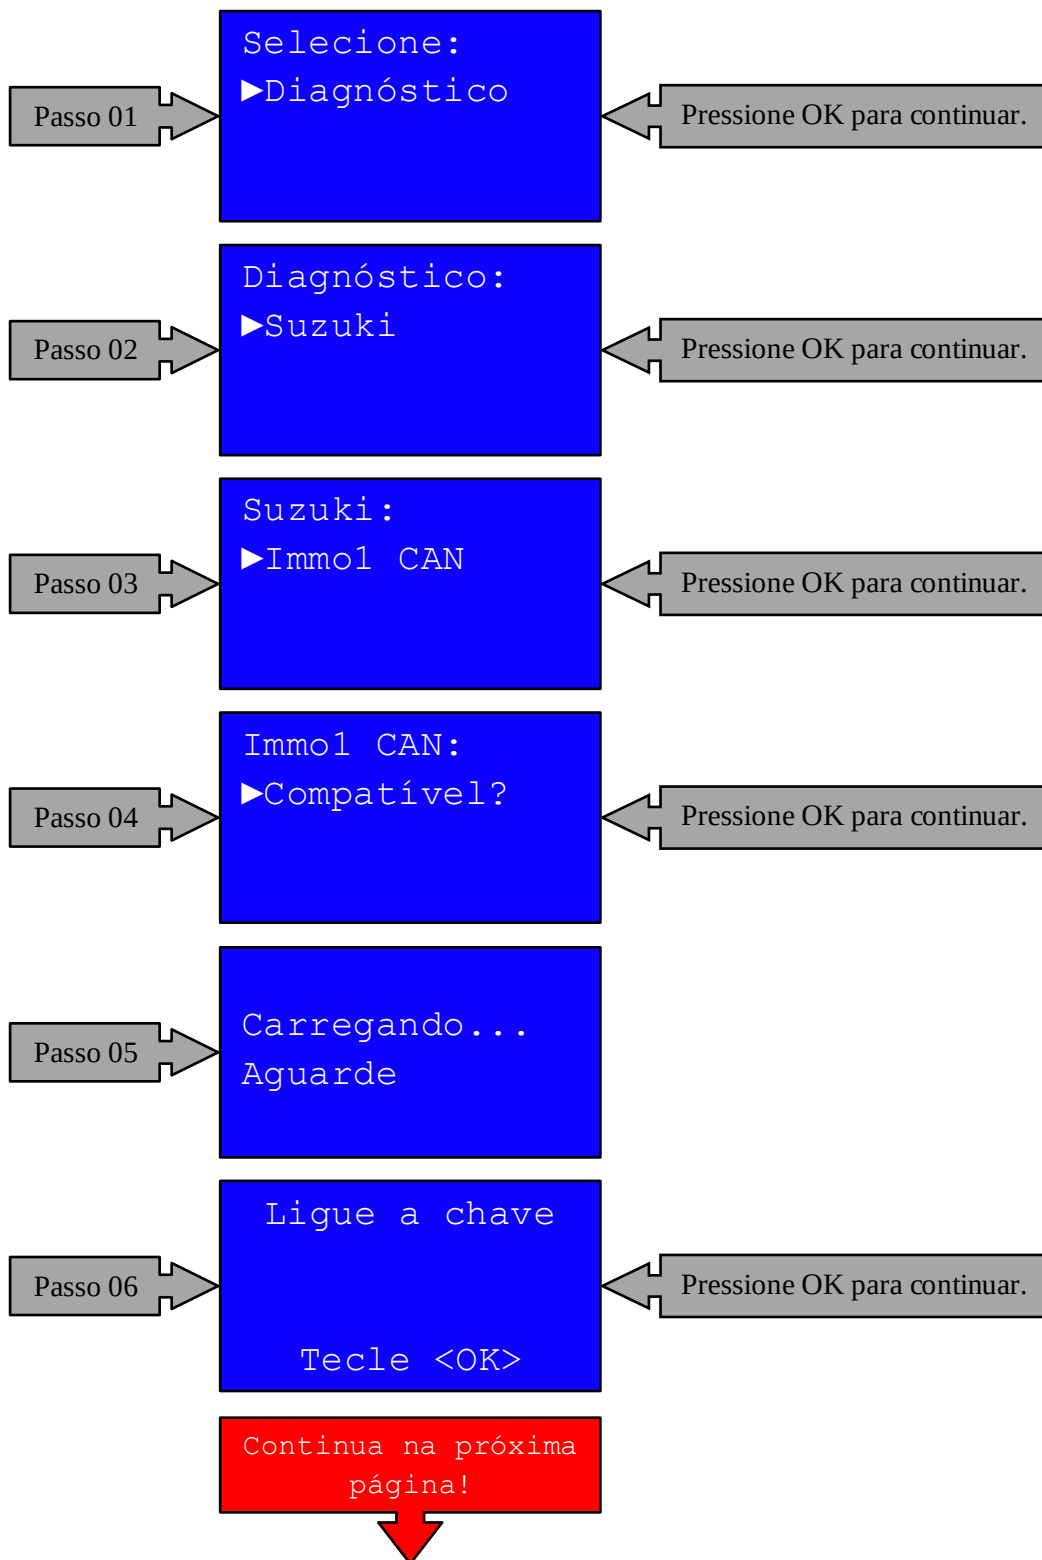 Selecione:
►Diagnóstico
Passo 01
Pressione OK para continuar.
Diagnóstico:
►Suzuki
Passo 02
Pressione OK para continuar.
Suzuki:
►Immo1 CAN
Passo 03
Pressione OK para continuar.
Immo1 CAN:
►Compatível?
Passo 04
Pressione OK para continuar.
Carregando...
Aguarde
Passo 05
Ligue a chave
Tecle <OK>
Passo 06
Pressione OK para continuar.
Continua na próxima
página!